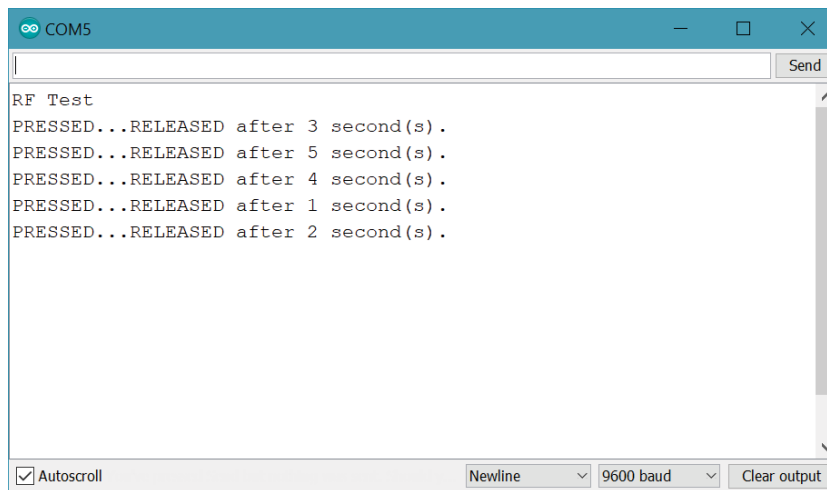 COM5
Send
RF Test
PRESSED...RELEASED after 3 second(s).
PRESSED...RELEASED after 5 second(s).
PRESSED...RELEASED after 4 second(s).
PRESSED...RELEASED after 1 second(s).
PRESSED...RELEASED after 2 second(s).
Autoscroll Newline 9600 baud Clear output